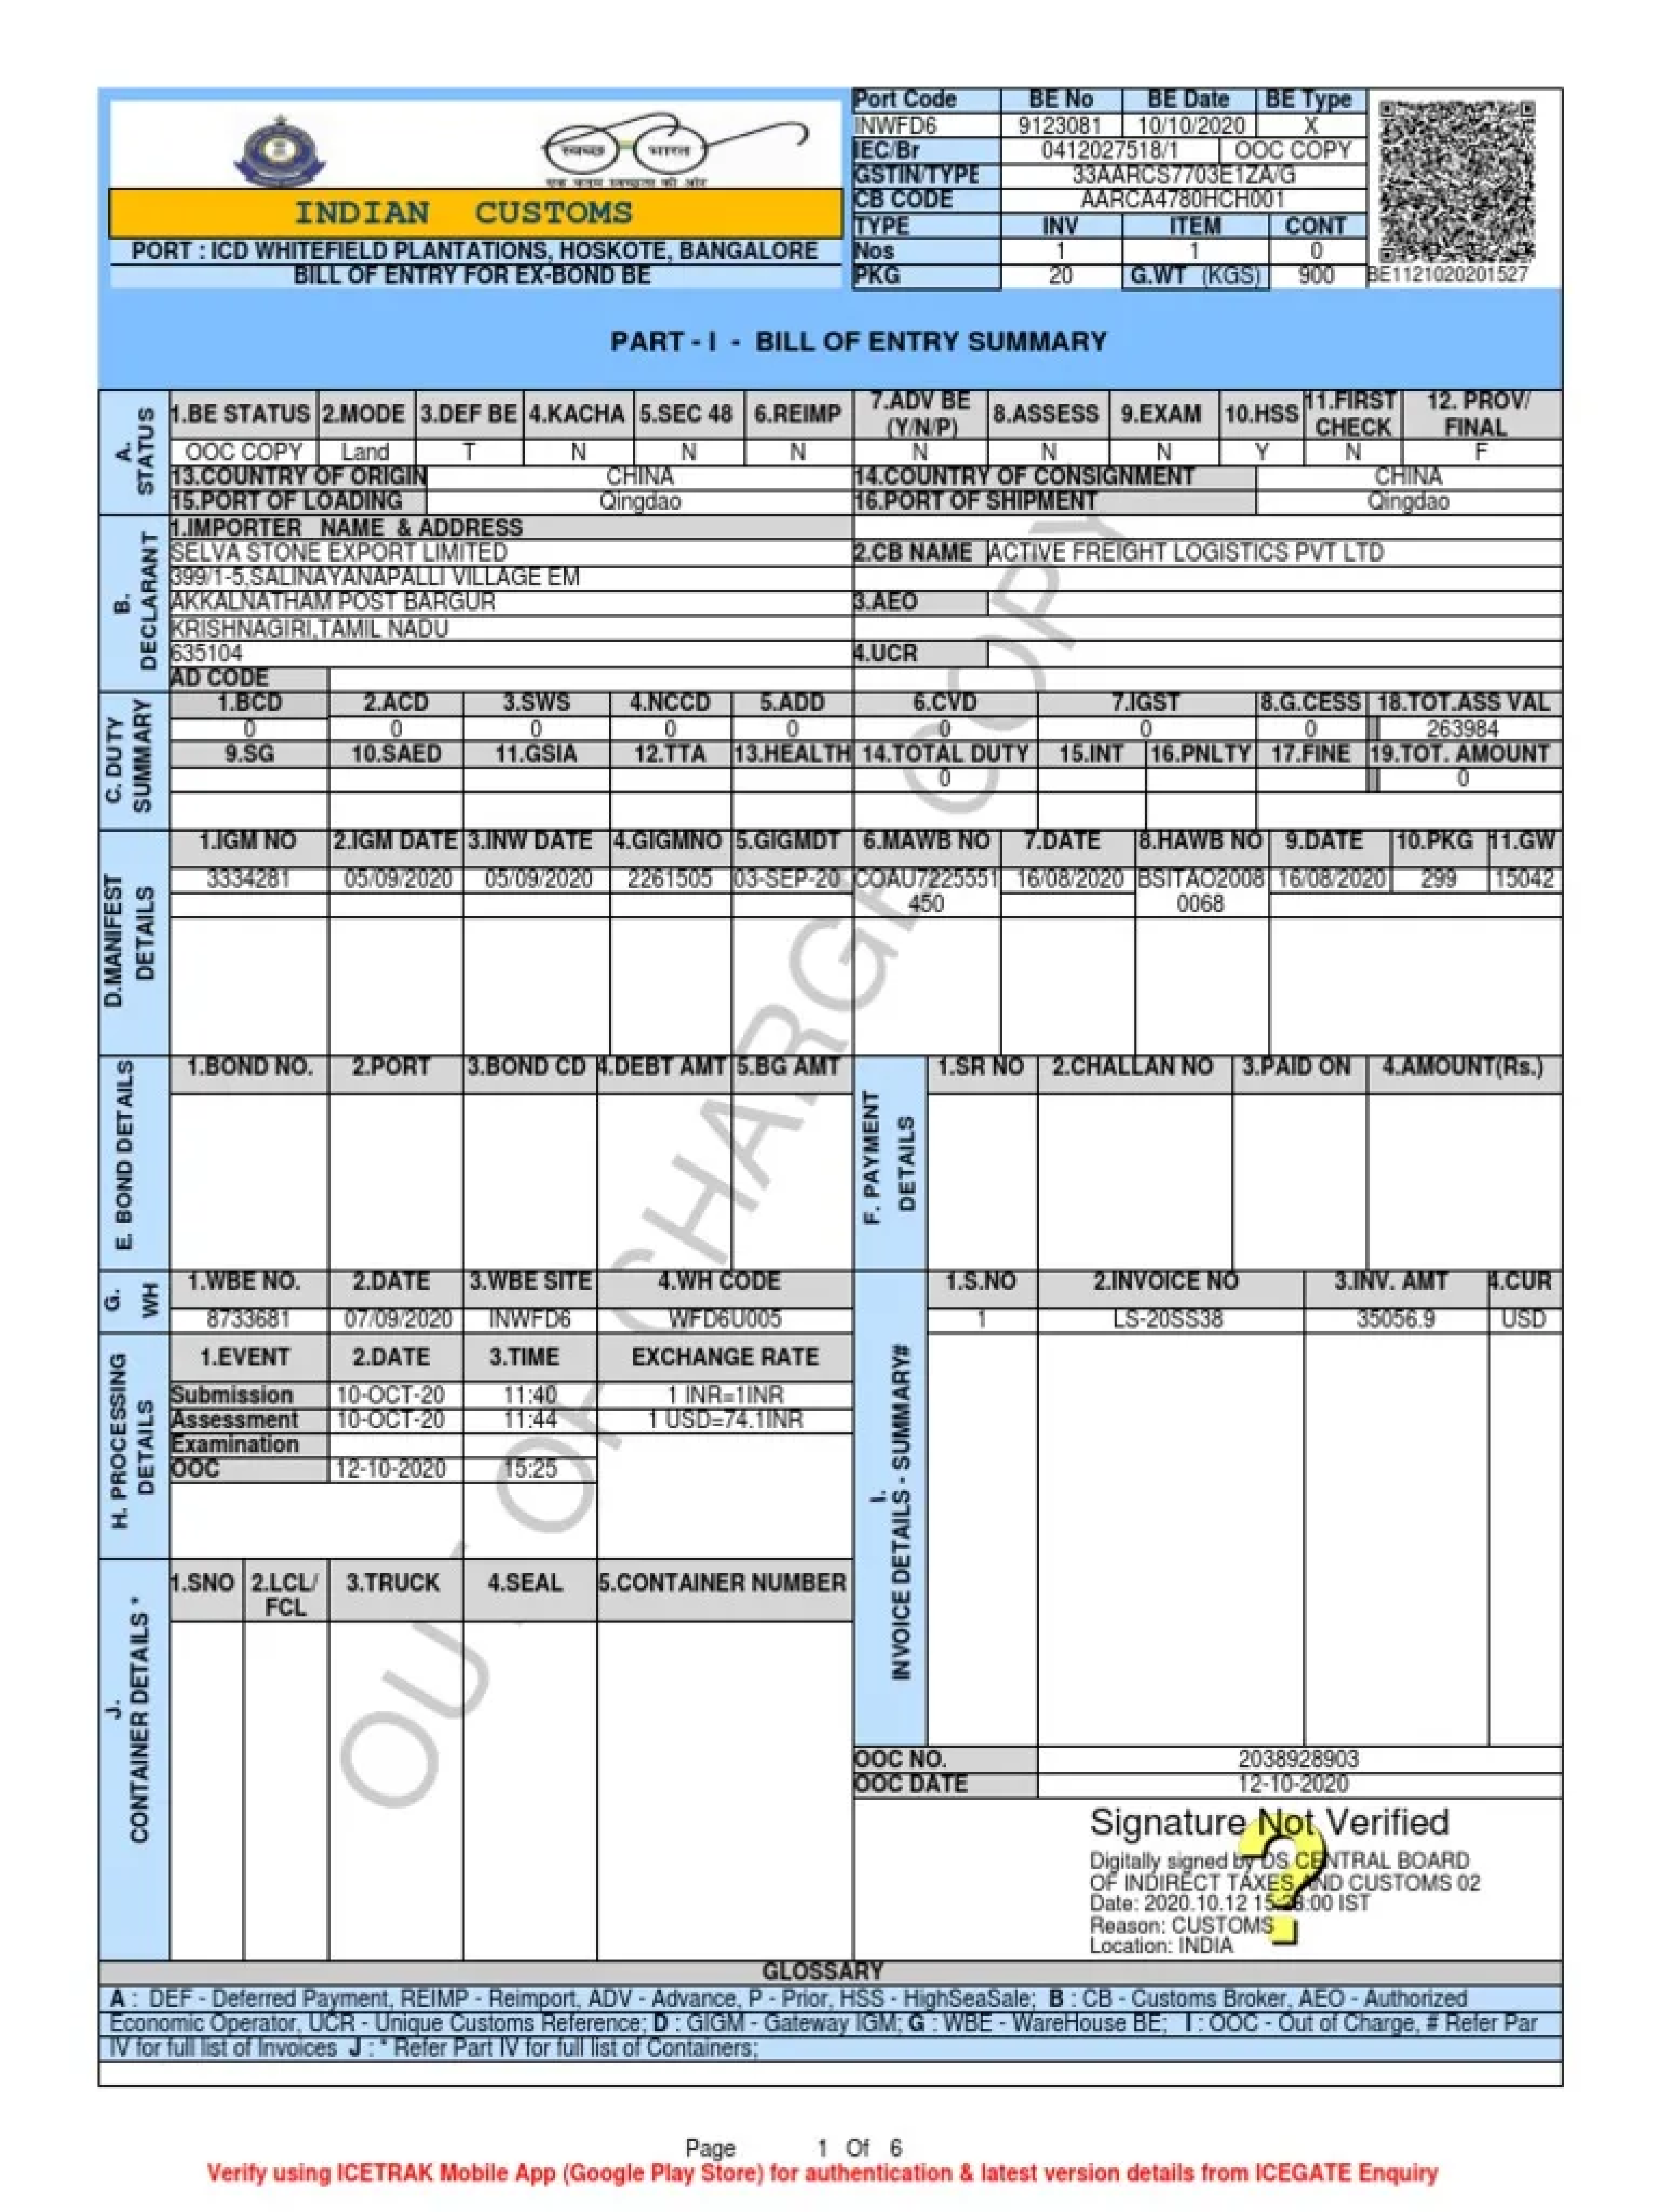 स्वच्छ भारत
एक कदम स्वच्छता की ओर
INDIAN CUSTOMS
PORT : ICD WHITEFIELD PLANTATIONS, HOSKOTE, BANGALORE
BILL OF ENTRY FOR EX-BOND BE
Port Code BE No BE Date BE Type
INWFD6 9123081 10/10/2020 X
IEC/Br 0412027518/1 OOC COPY
GSTIN/TYPE 33AARCS7703E1ZA/G
CB CODE AARCA4780HCH001
TYPE INV ITEM CONT
Nos 1 1 0
PKG 20 G.WT (KGS) 900 BE1121020201527
PART - I - BILL OF ENTRY SUMMARY
A. STATUS
1.BE STATUS 2.MODE 3.DEF BE 4.KACHA 5.SEC 48 6.REIMP 7.ADV BE (Y/N/P) 8.ASSESS 9.EXAM 10.HSS 11.FIRST CHECK 12. PROV/ FINAL
OOC COPY Land T N N N N N N Y N F
13.COUNTRY OF ORIGIN CHINA 14.COUNTRY OF CONSIGNMENT CHINA
15.PORT OF LOADING Qingdao 16.PORT OF SHIPMENT Qingdao
B. DECLARANT
1.IMPORTER NAME & ADDRESS
SELVA STONE EXPORT LIMITED 2.CB NAME ACTIVE FREIGHT LOGISTICS PVT LTD
399/1-5,SALINAYANAPALLI VILLAGE EM
AKKALNATHAM POST BARGUR 3.AEO
KRISHNAGIRI,TAMIL NADU
635104 4.UCR
AD CODE
C. DUTY SUMMARY
1.BCD 2.ACD 3.SWS 4.NCCD 5.ADD 6.CVD 7.IGST 8.G.CESS 18.TOT.ASS VAL
0 0 0 0 0 0 0 0 263984
9.SG 10.SAED 11.GSIA 12.TTA 13.HEALTH 14.TOTAL DUTY 15.INT 16.PNLTY 17.FINE 19.TOT. AMOUNT
0 0
D.MANIFEST DETAILS
1.IGM NO 2.IGM DATE 3.INW DATE 4.GIGMNO 5.GIGMDT 6.MAWB NO 7.DATE 8.HAWB NO 9.DATE 10.PKG 11.GW
3334281 05/09/2020 05/09/2020 2261505 03-SEP-20 COAU7225551 16/08/2020 BSITAO2008 16/08/2020 299 15042
450 0068
E. BOND DETAILS
1.BOND NO. 2.PORT 3.BOND CD 4.DEBT AMT 5.BG AMT
F. PAYMENT DETAILS
1.SR NO 2.CHALLAN NO 3.PAID ON 4.AMOUNT(Rs.)
G. WH
1.WBE NO. 2.DATE 3.WBE SITE 4.WH CODE
8733681 07/09/2020 INWFD6 WFD6U005
I. INVOICE DETAILS - SUMMARY#
1.S.NO 2.INVOICE NO 3.INV. AMT 4.CUR
1 LS-20SS38 35056.9 USD
H. PROCESSING DETAILS
1.EVENT 2.DATE 3.TIME EXCHANGE RATE
Submission 10-OCT-20 11:40 1 INR=1INR
Assessment 10-OCT-20 11:44 1 USD=74.1INR
Examination
OOC 12-10-2020 15:25
J. CONTAINER DETAILS *
1.SNO 2.LCL/ FCL 3.TRUCK 4.SEAL 5.CONTAINER NUMBER
OOC NO. 2038928903
OOC DATE 12-10-2020
OUT OF CHARGE COPY
Signature Not Verified
Digitally signed by DS CENTRAL BOARD
OF INDIRECT TAXES AND CUSTOMS 02
Date: 2020.10.12 15:28:00 IST
Reason: CUSTOMS
Location: INDIA
GLOSSARY
A : DEF - Deferred Payment, REIMP - Reimport, ADV - Advance, P - Prior, HSS - HighSeaSale; B : CB - Customs Broker, AEO - Authorized
Economic Operator, UCR - Unique Customs Reference; D : GIGM - Gateway IGM; G : WBE - WareHouse BE; I : OOC - Out of Charge, # Refer Par
IV for full list of Invoices J : * Refer Part IV for full list of Containers;
Page 1 Of 6
Verify using ICETRAK Mobile App (Google Play Store) for authentication & latest version details from ICEGATE Enquiry